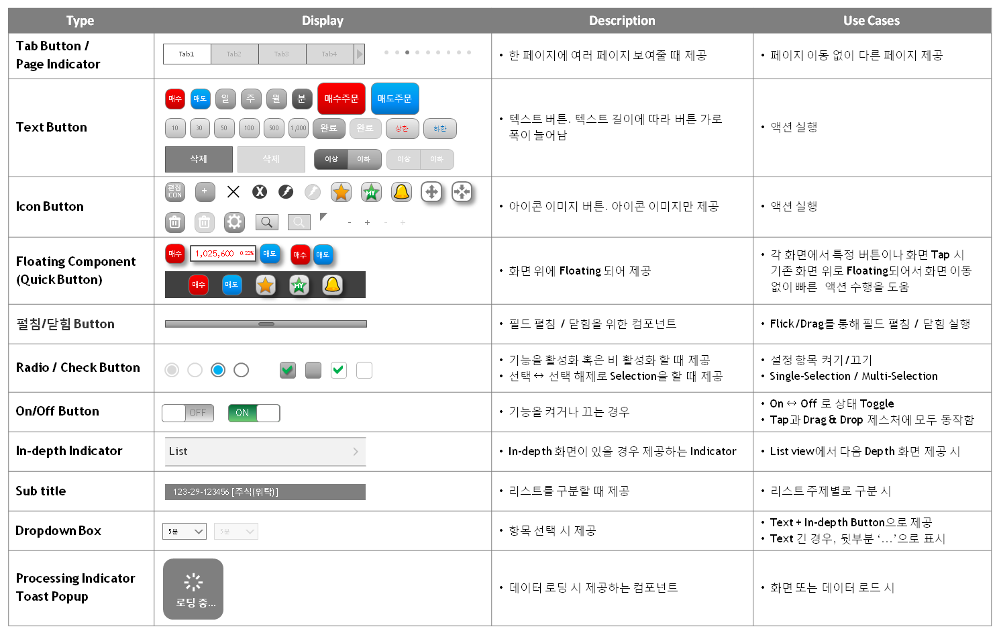 Type Display Description Use Cases
Tab Button /
Page Indicator
Tab1 Tab2 Tab3 Tab4
• 한 페이지에 여러 페이지 보여줄 때 제공
• 페이지 이동 없이 다른 페이지 제공
Text Button
매수 매도 일 주 월 분 매수주문 매도주문
10 30 50 100 500 1,000 완료 완료 상한 하한
삭제 삭제 이상 이하 이상 이하
• 텍스트 버튼. 텍스트 길이에 따라 버튼 가로
폭이 늘어남
• 액션 실행
Icon Button
편집
ICON
+ X MY
- + - +
• 아이콘 이미지 버튼. 아이콘 이미지만 제공
• 액션 실행
Floating Component
(Quick Button)
매수 1,025,600 0.22% 매도 매수 매도
매수 매도 MY
• 화면 위에 Floating 되어 제공
• 각 화면에서 특정 버튼이나 화면 Tap 시
기존 화면 위로 Floating되어서 화면 이동
없이 빠른 액션 수행을 도움
펼침/닫힘 Button
• 필드 펼침 / 닫힘을 위한 컴포넌트
• Flick/Drag를 통해 필드 펼침 / 닫힘 실행
Radio / Check Button
• 기능을 활성화 혹은 비 활성화 할 때 제공
• 선택 ↔ 선택 해제로 Selection을 할 때 제공
• 설정 항목 켜기/끄기
• Single-Selection / Multi-Selection
On/Off Button
OFF ON
• 기능을 켜거나 끄는 경우
• On ↔ Off 로 상태 Toggle
• Tap과 Drag & Drop 제스처에 모두 동작함
In-depth Indicator
List
• In-depth 화면이 있을 경우 제공하는 Indicator
• List view에서 다음 Depth 화면 제공 시
Sub title
123-29-123456 [주식(위탁)]
• 리스트를 구분할 때 제공
• 리스트 주제별로 구분 시
Dropdown Box
5분 5분
• 항목 선택 시 제공
• Text + In-depth Button으로 제공
• Text 긴 경우, 뒷부분 ‘...’으로 표시
Processing Indicator
Toast Popup
로딩 중...
• 데이터 로딩 시 제공하는 컴포넌트
• 화면 또는 데이터 로드 시